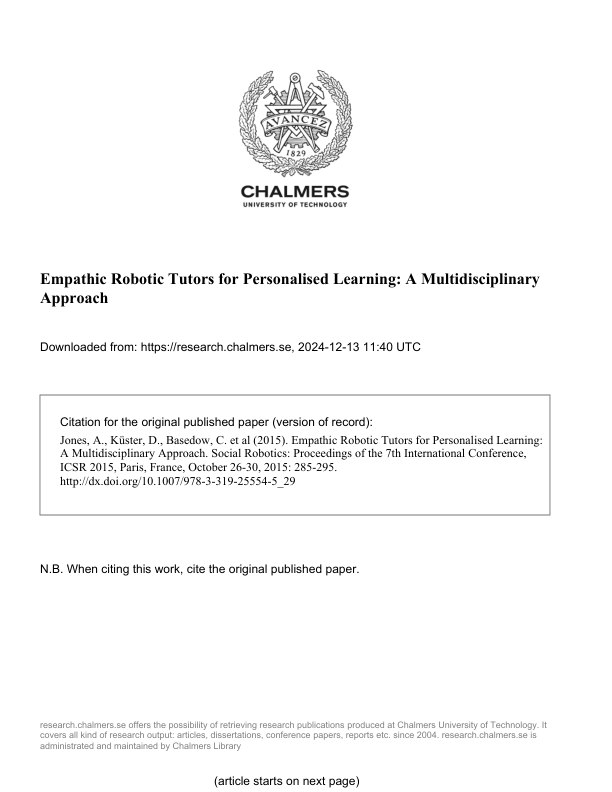 AVANCEZ
1829
CHALMERS
UNIVERSITY OF TECHNOLOGY
Empathic Robotic Tutors for Personalised Learning: A Multidisciplinary
Approach
Downloaded from: https://research.chalmers.se, 2024-12-13 11:40 UTC
Citation for the original published paper (version of record):
Jones, A., Küster, D., Basedow, C. et al (2015). Empathic Robotic Tutors for Personalised Learning:
A Multidisciplinary Approach. Social Robotics: Proceedings of the 7th International Conference,
ICSR 2015, Paris, France, October 26-30, 2015: 285-295.
http://dx.doi.org/10.1007/978-3-319-25554-5_29
N.B. When citing this work, cite the original published paper.
research.chalmers.se offers the possibility of retrieving research publications produced at Chalmers University of Technology. It
covers all kind of research output: articles, dissertations, conference papers, reports etc. since 2004. research.chalmers.se is
administrated and maintained by Chalmers Library
(article starts on next page)